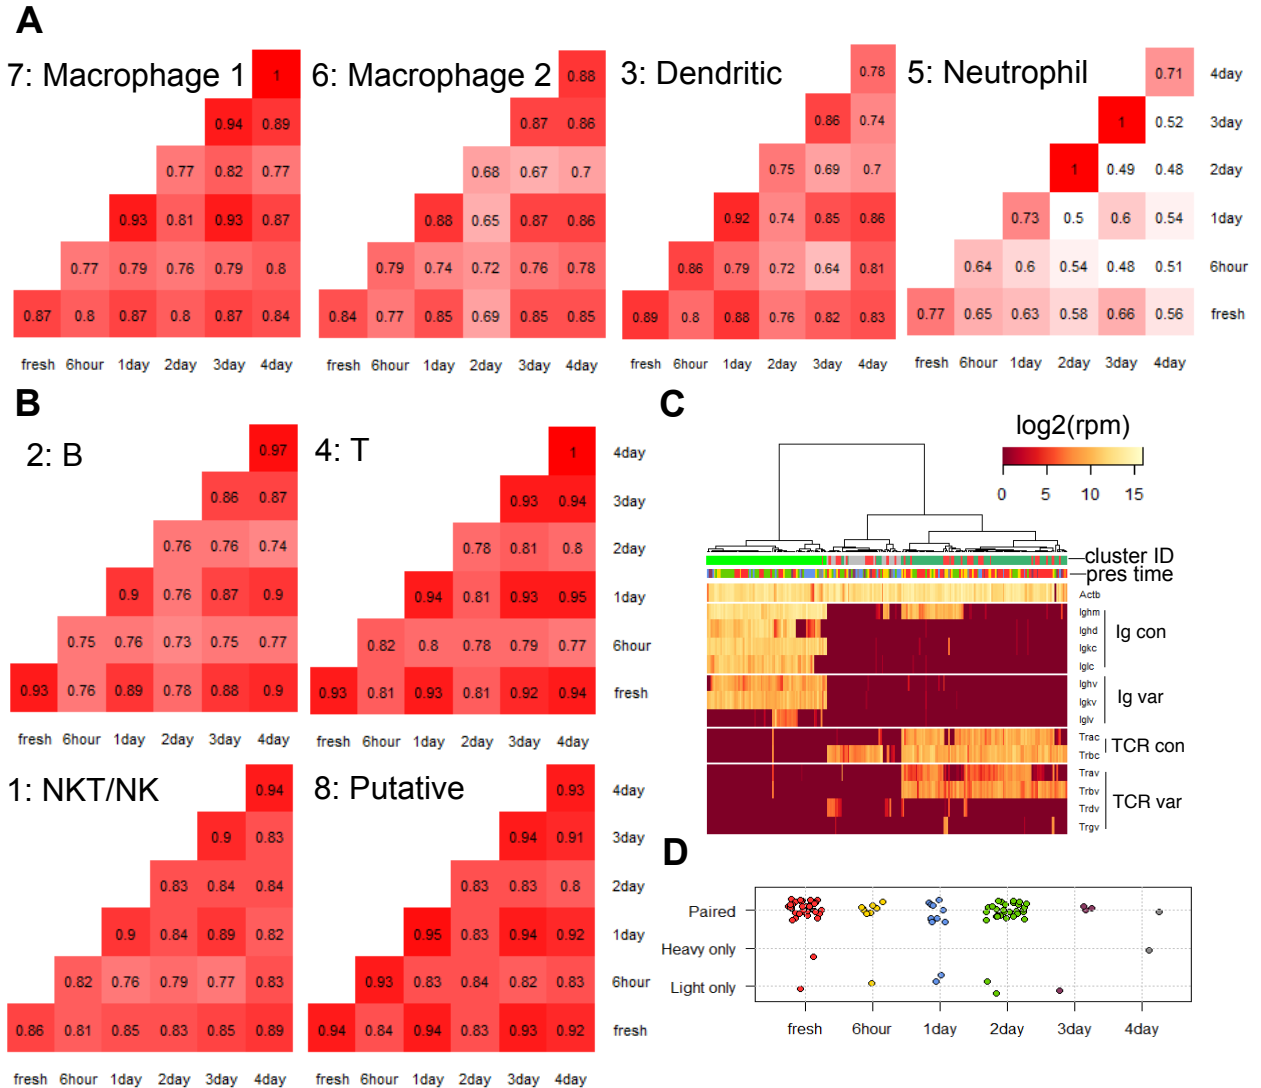 A
7: Macrophage 1
1
0.94 0.89
0.77 0.82 0.77
0.93 0.81 0.93 0.87
0.77 0.79 0.76 0.79 0.8
0.87 0.8 0.87 0.8 0.87 0.84
fresh 6hour 1day 2day 3day 4day
6: Macrophage 2
0.88
0.87 0.86
0.68 0.67 0.7
0.88 0.65 0.87 0.86
0.79 0.74 0.72 0.76 0.78
0.84 0.77 0.85 0.69 0.85 0.85
fresh 6hour 1day 2day 3day 4day
3: Dendritic
0.78
0.86 0.74
0.75 0.69 0.7
0.92 0.74 0.85 0.86
0.86 0.79 0.72 0.64 0.81
0.89 0.8 0.88 0.76 0.82 0.83
fresh 6hour 1day 2day 3day 4day
5: Neutrophil
0.71 4day
1 0.52 3day
1 0.49 0.48 2day
0.73 0.5 0.6 0.54 1day
0.64 0.6 0.54 0.48 0.51 6hour
0.77 0.65 0.63 0.58 0.66 0.56 fresh
fresh 6hour 1day 2day 3day 4day
B
2: B
0.97
0.86 0.87
0.76 0.76 0.74
0.9 0.76 0.87 0.9
0.75 0.76 0.73 0.75 0.77
0.93 0.76 0.89 0.78 0.88 0.9
fresh 6hour 1day 2day 3day 4day
4: T
1 4day
0.93 0.94 3day
0.78 0.81 0.8 2day
0.94 0.81 0.93 0.95 1day
0.82 0.8 0.78 0.79 0.77 6hour
0.93 0.81 0.93 0.81 0.92 0.94 fresh
fresh 6hour 1day 2day 3day 4day
1: NKT/NK
0.94
0.9 0.83
0.83 0.84 0.84
0.9 0.84 0.89 0.82
0.82 0.76 0.79 0.77 0.83
0.86 0.81 0.85 0.83 0.85 0.89
fresh 6hour 1day 2day 3day 4day
8: Putative
0.93 4day
0.94 0.91 3day
0.83 0.83 0.8 2day
0.95 0.83 0.94 0.92 1day
0.93 0.83 0.84 0.82 0.83 6hour
0.94 0.84 0.94 0.83 0.93 0.92 fresh
fresh 6hour 1day 2day 3day 4day
C
log2(rpm)
0 5 10 15
cluster ID
pres time
Actb
Ighm
Ighd
Igkc
Iglc
Ig con
Ighv
Igkv
Iglv
Ig var
Trac
Trbc
TCR con
Trav
Trbv
Trdv
Trgv
TCR var
D
Paired
Heavy only
Light only
fresh 6hour 1day 2day 3day 4day